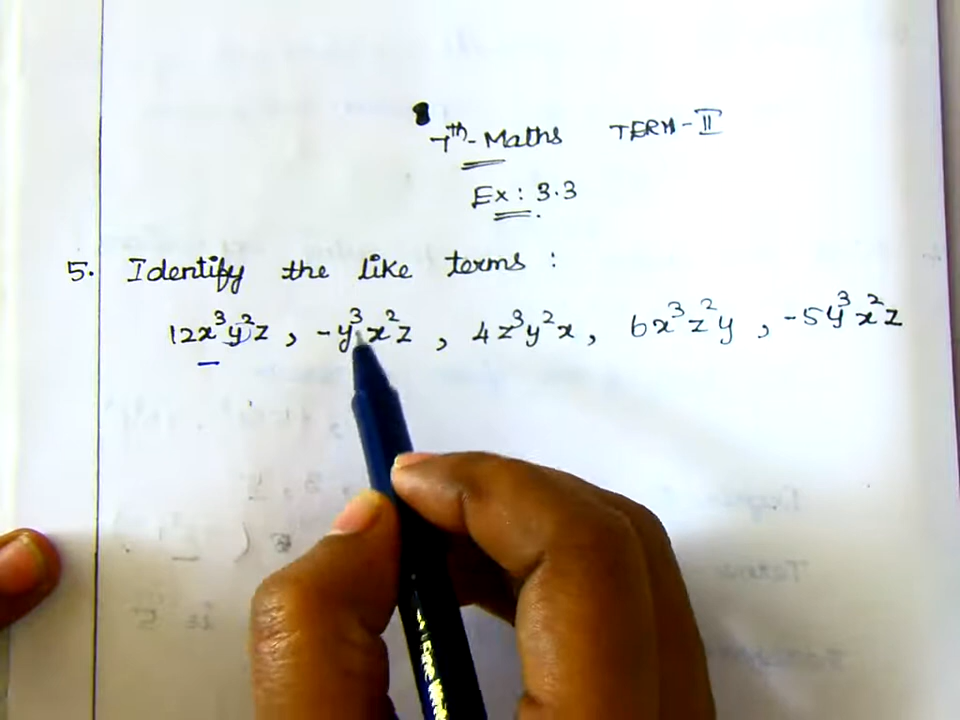 7th - Maths TERM - II
Ex : 3.3
5. Identify the like terms :
12x³y²z , -y³x²z , 4z³y²x , 6x³z²y , -5y³x²z